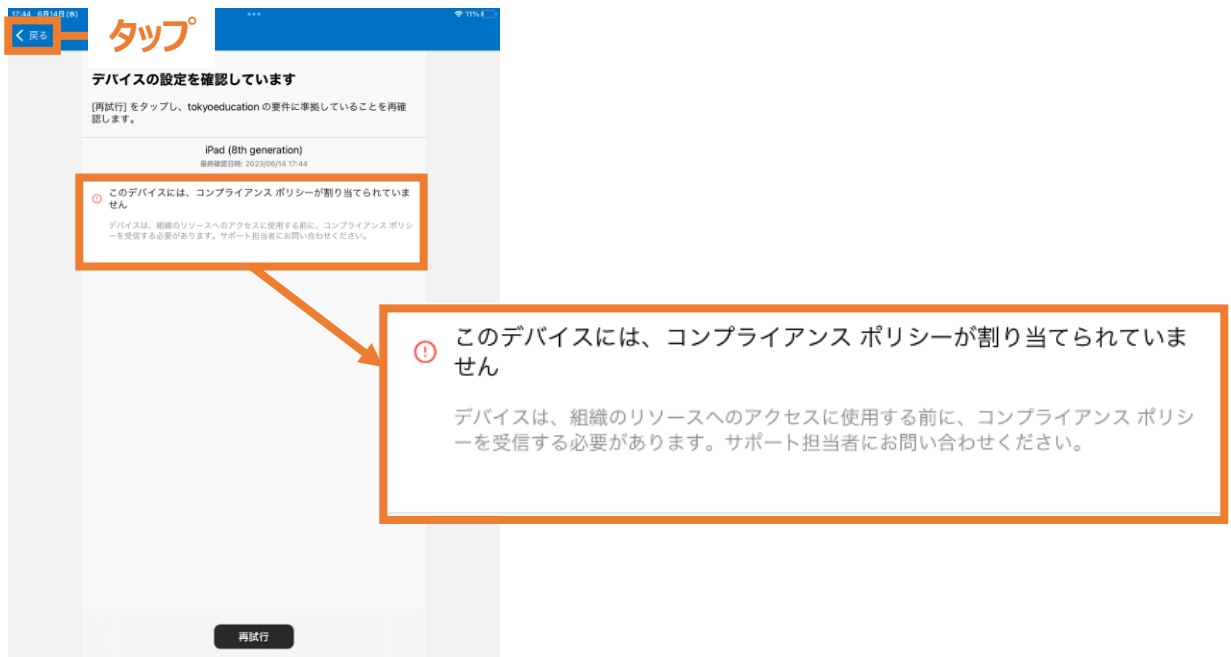 17:44 6月14日(水)
11%
戻る
タップ
デバイスの設定を確認しています
[再試行] をタップし、tokyoeducation の要件に準拠していることを再確
認します。
iPad (8th generation)
最終確認日時: 2023/06/14 17:44
このデバイスには、コンプライアンス ポリシーが割り当てられていま
せん
デバイスは、組織のリソースへのアクセスに使用する前に、コンプライアンス ポリシ
ーを受信する必要があります。サポート担当者にお問い合わせください。
このデバイスには、コンプライアンス ポリシーが割り当てられていま
せん
デバイスは、組織のリソースへのアクセスに使用する前に、コンプライアンス ポリシ
ーを受信する必要があります。サポート担当者にお問い合わせください。
再試行